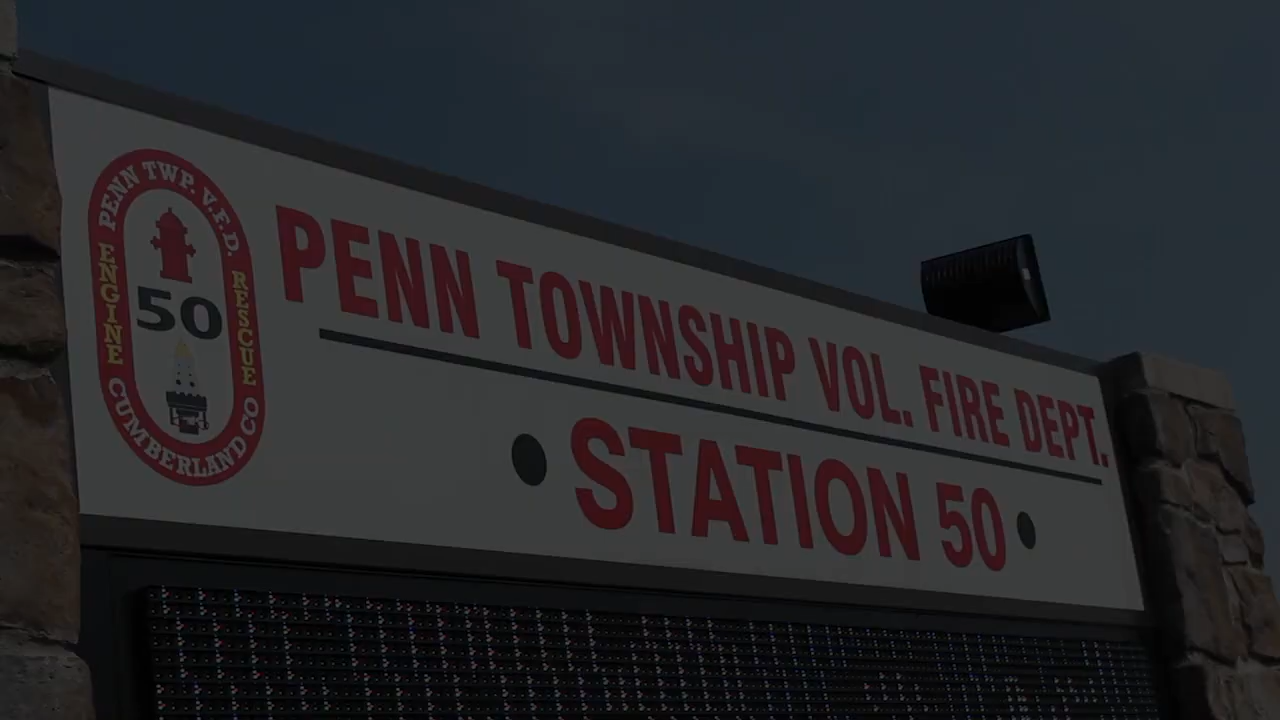 PENN TWP. V.F.D.
ENGINE
50
RESCUE
CUMBERLAND CO
PENN TOWNSHIP VOL. FIRE DEPT.
• STATION 50 •